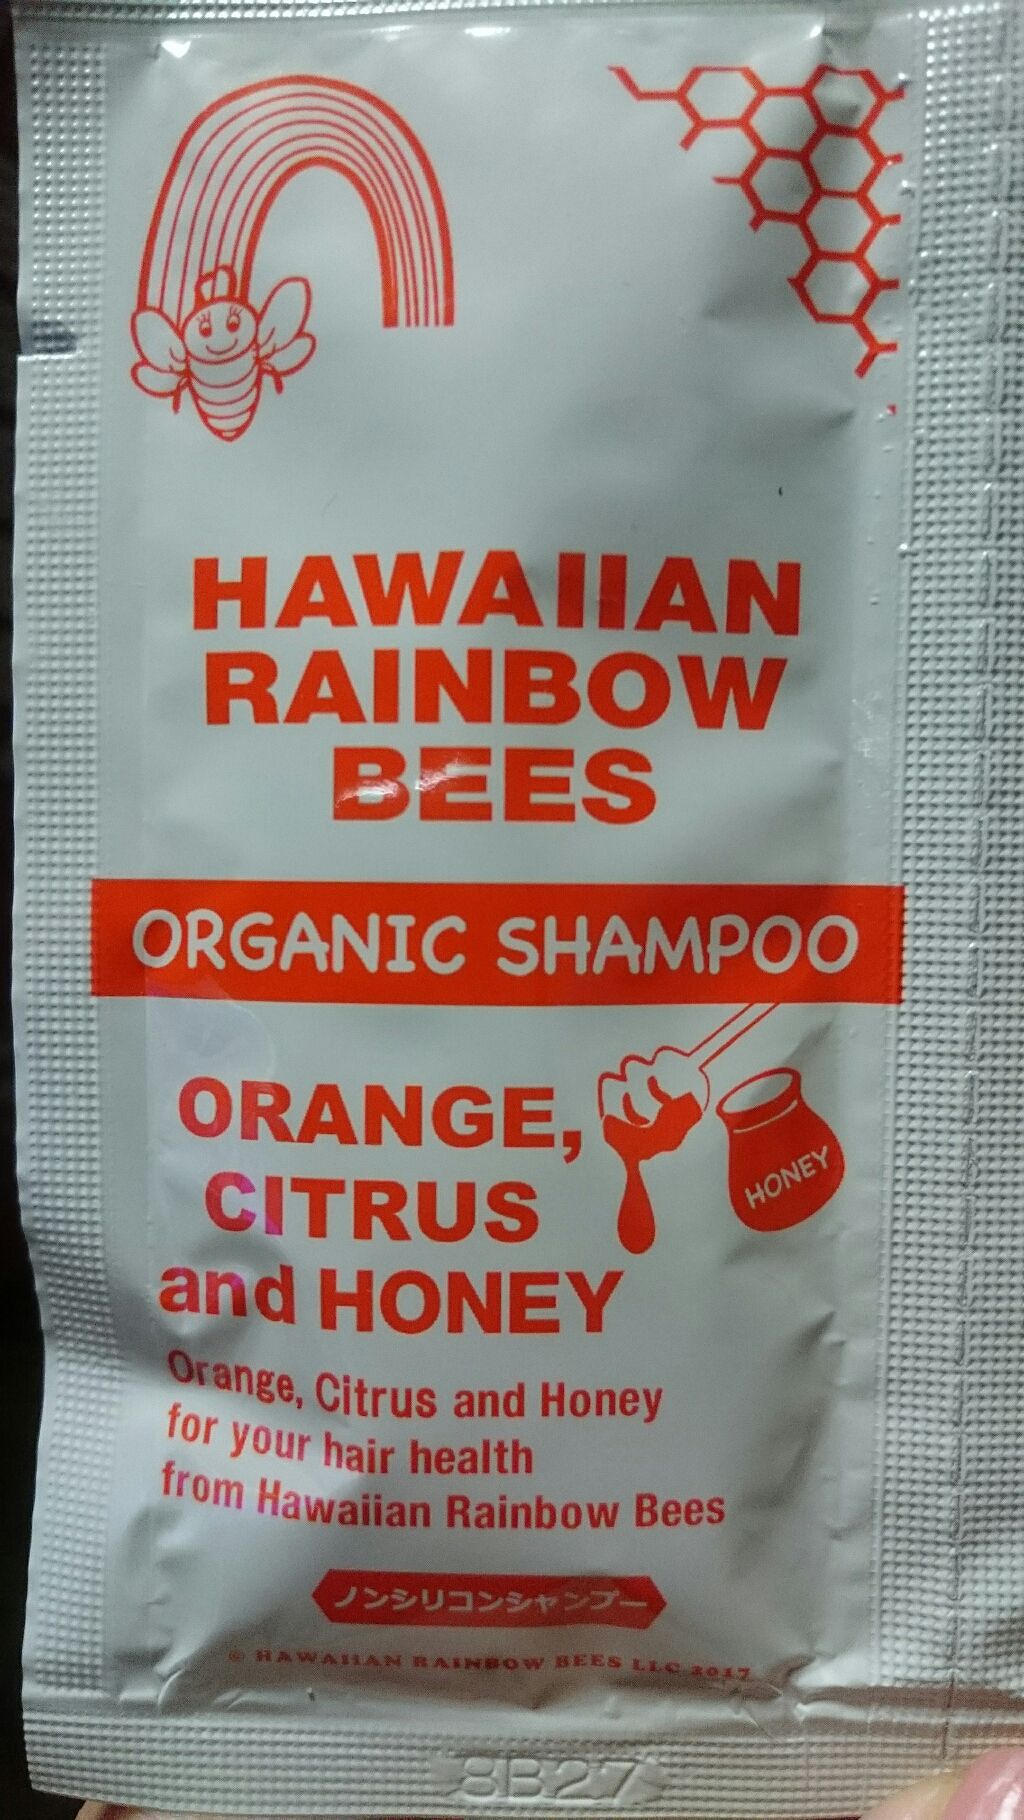 HAWAIIAN
RAINBOW
BEES
ORGANIC SHAMPOO
ORANGE,
CITRUS
and HONEY
HONEY
Orange, Citrus and Honey
for your hair health
from Hawaiian Rainbow Bees
ノンシリコンシャンプー
© HAWAIIAN RAINBOW BEES LLC 2017
8B27